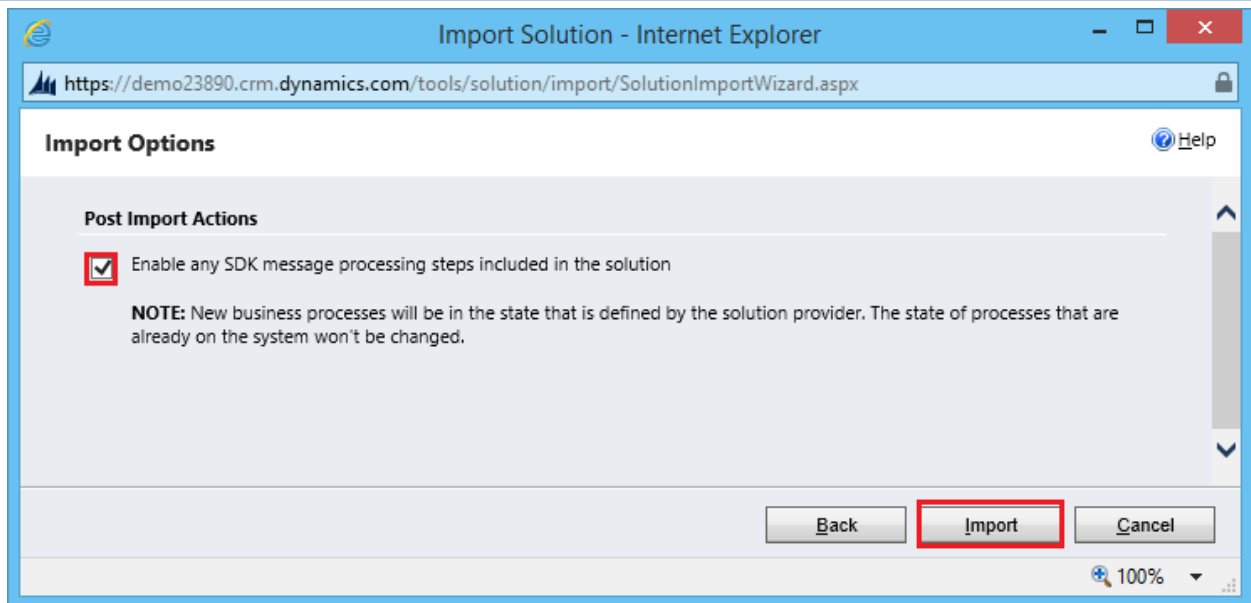 Import Solution - Internet Explorer
https://demo23890.crm.dynamics.com/tools/solution/import/SolutionImportWizard.aspx
Import Options
Help
Post Import Actions
Enable any SDK message processing steps included in the solution
NOTE: New business processes will be in the state that is defined by the solution provider. The state of processes that are
already on the system won't be changed.
Back Import Cancel
100%